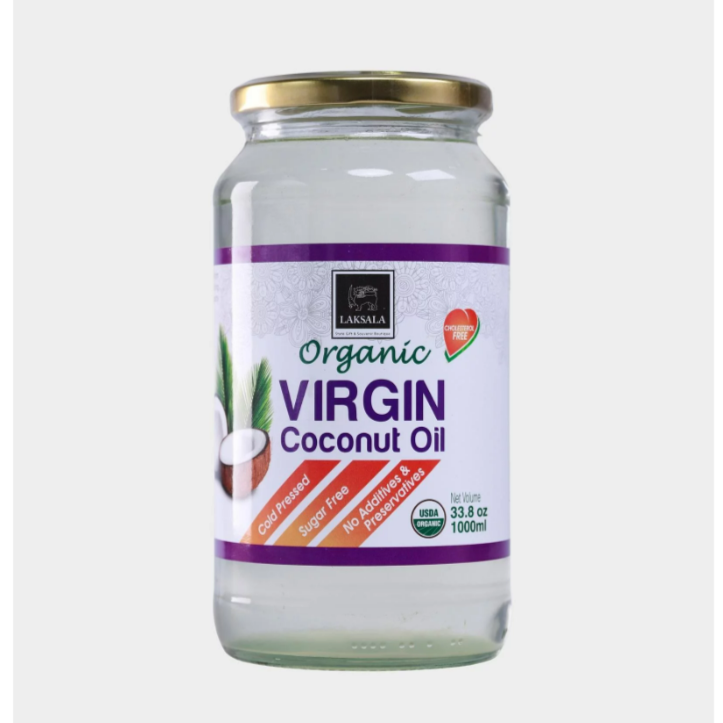 LAKSALA
Organic
CHOLESTEROL
FREE
VIRGIN
Coconut Oil
Cold Pressed
Sugar Free
No Additives &
Preservatives
USDA
ORGANIC
Net Volume
33.8 oz
1000ml